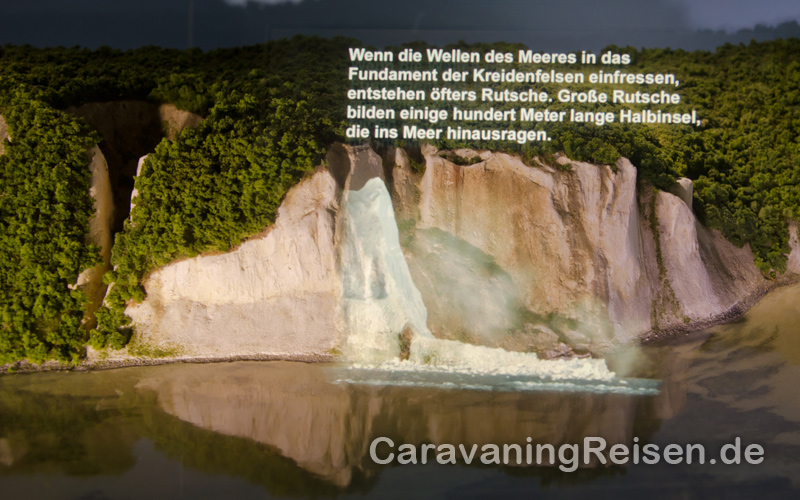 Wenn die Wellen des Meeres in das
Fundament der Kreidenfelsen einfressen,
entstehen öfters Rutsche. Große Rutsche
bilden einige hundert Meter lange Halbinsel,
die ins Meer hinausragen.
CaravaningReisen.de